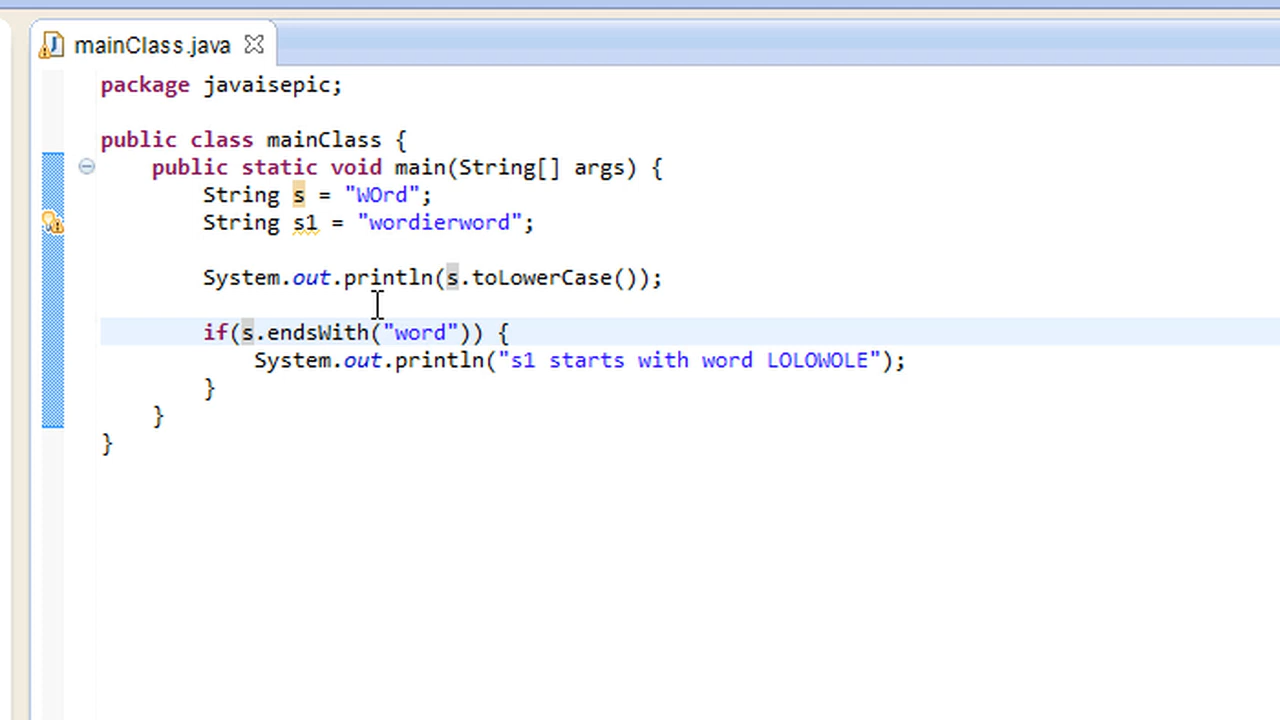 mainClass.java
package javaisepic;
public class mainClass {
public static void main(String[] args) {
String s = "WOrd";
String s1 = "wordierword";
System.out.println(s.toLowerCase());
if(s.endsWith("word")) {
System.out.println("s1 starts with word LOLOWOLE");
}
}
}